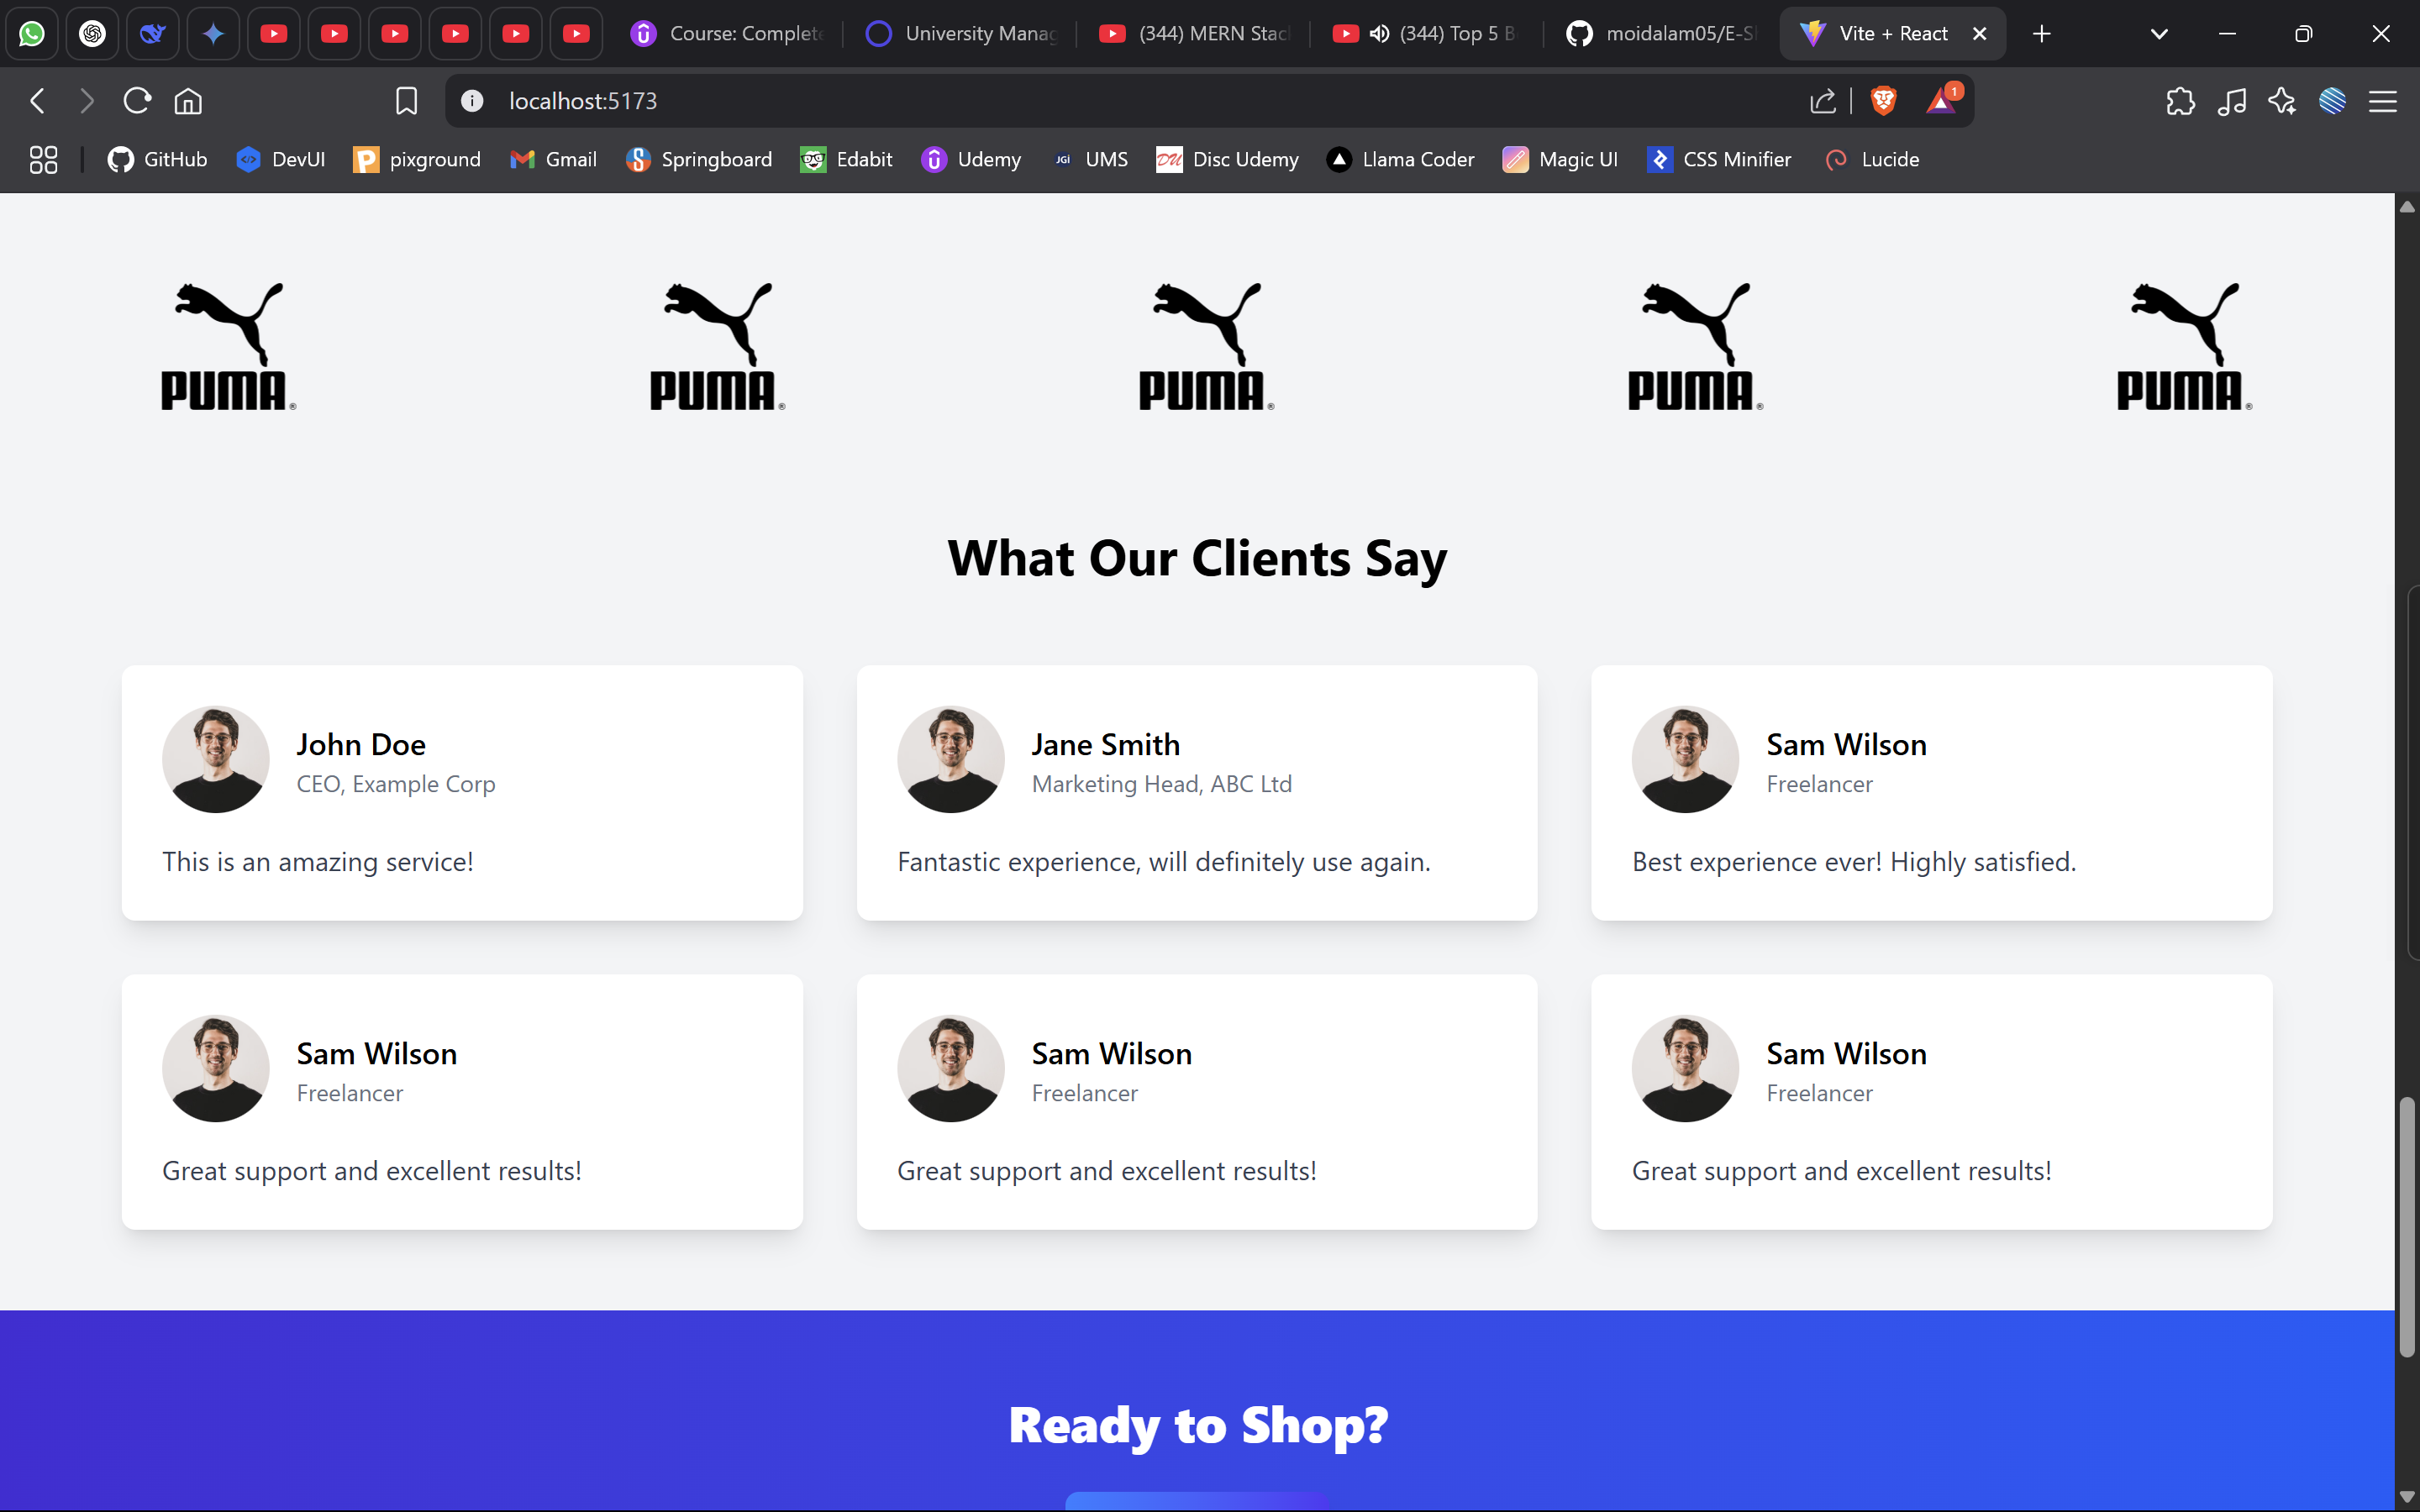 Course: Complete
University Manag
(344) MERN Stac
(344) Top 5 B
moidalam05/E-S
Vite + React
localhost:5173
1
GitHub
DevUI
pixground
Gmail
Springboard
Edabit
Udemy
JGI UMS
DU Disc Udemy
Llama Coder
Magic UI
CSS Minifier
Lucide
PUMA® PUMA® PUMA® PUMA® PUMA®
What Our Clients Say
John Doe
CEO, Example Corp
This is an amazing service!
Jane Smith
Marketing Head, ABC Ltd
Fantastic experience, will definitely use again.
Sam Wilson
Freelancer
Best experience ever! Highly satisfied.
Sam Wilson
Freelancer
Great support and excellent results!
Sam Wilson
Freelancer
Great support and excellent results!
Sam Wilson
Freelancer
Great support and excellent results!
Ready to Shop?